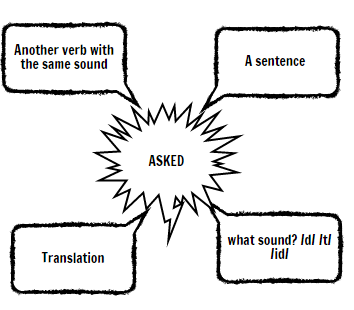 Another verb with
the same sound
A sentence
ASKED
Translation
what sound? /d/ /t/
/id/